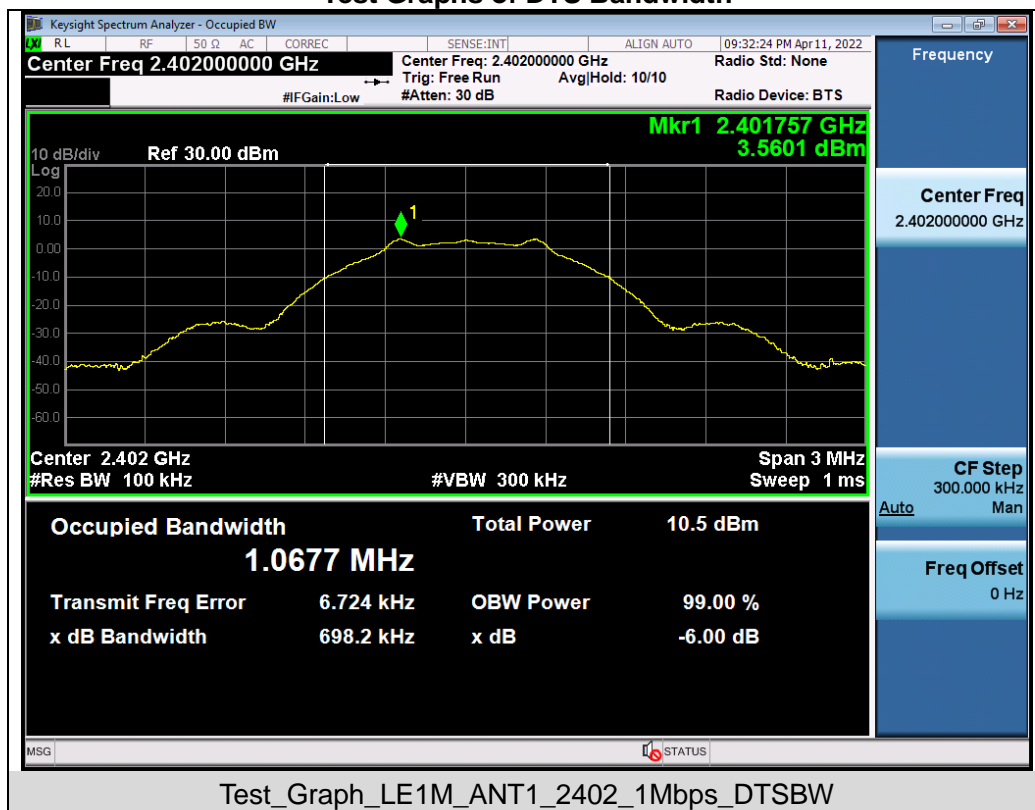 Test Graphs of DTS Bandwidth
Keysight Spectrum Analyzer - Occupied BW
LXI RL RF 50 Ω AC CORREC SENSE:INT ALIGN AUTO 09:32:24 PM Apr 11, 2022
Center Freq 2.402000000 GHz
Center Freq: 2.402000000 GHz
Radio Std: None
Trig: Free Run Avg|Hold: 10/10
#IFGain:Low #Atten: 30 dB Radio Device: BTS
Mkr1 2.401757 GHz
3.5601 dBm
10 dB/div Ref 30.00 dBm
Log
20.0
10.0
0.00
-10.0
-20.0
-30.0
-40.0
-50.0
-60.0
1
Center 2.402 GHz Span 3 MHz
#Res BW 100 kHz #VBW 300 kHz Sweep 1 ms
Occupied Bandwidth Total Power 10.5 dBm
1.0677 MHz
Transmit Freq Error 6.724 kHz OBW Power 99.00 %
x dB Bandwidth 698.2 kHz x dB -6.00 dB
Frequency
Center Freq
2.402000000 GHz
CF Step
300.000 kHz
Auto Man
Freq Offset
0 Hz
MSG STATUS
Test_Graph_LE1M_ANT1_2402_1Mbps_DTSBW